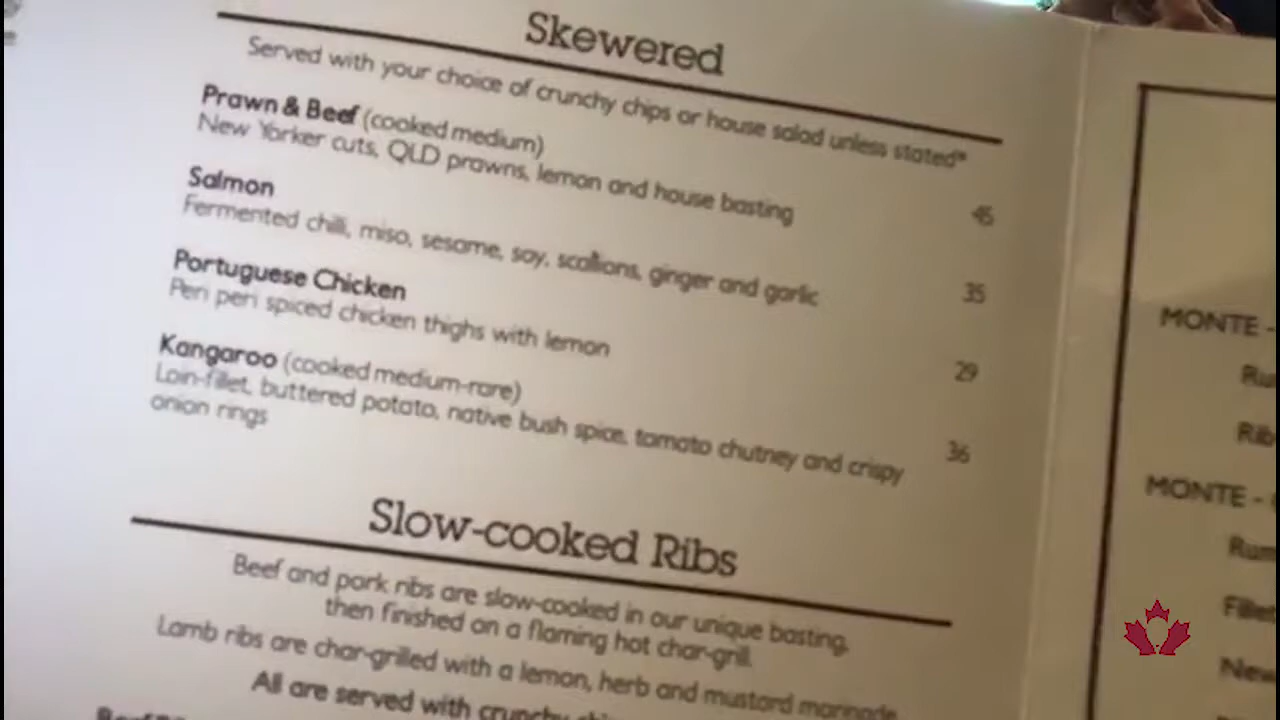 Skewered
Served with your choice of crunchy chips or house salad unless stated*
Prawn & Beef (cooked medium)
New Yorker cuts, QLD prawns, lemon and house basting 45
Salmon
Fermented chilli, miso, sesame, soy, scallions, ginger and garlic 35
Portuguese Chicken
Peri peri spiced chicken thighs with lemon 29
Kangaroo (cooked medium-rare)
Loin-fillet, buttered potato, native bush spice, tomato chutney and crispy 36
onion rings
Slow-cooked Ribs
Beef and pork ribs are slow-cooked in our unique basting,
then finished on a flaming hot char-grill.
Lamb ribs are char-grilled with a lemon, herb and mustard marinade
All are served with crunchy
MONTE -
Rib
MONTE -